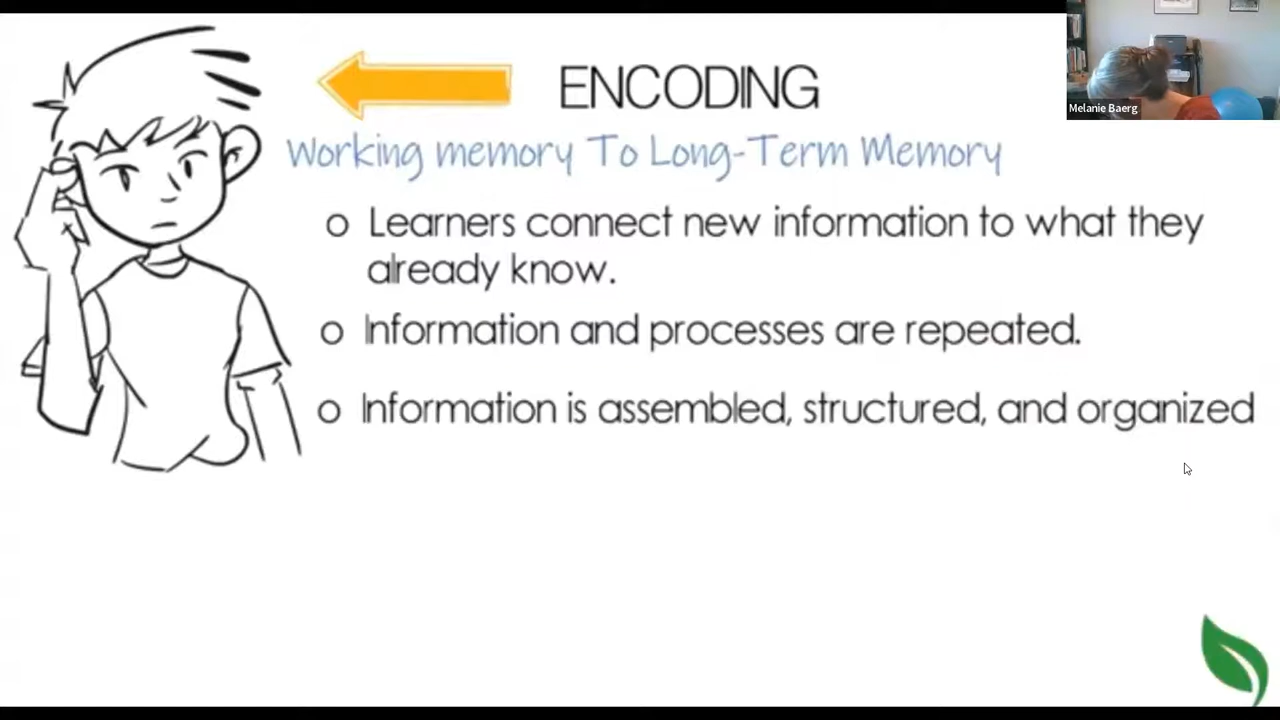 ENCODING
Working memory To Long-Term Memory
o Learners connect new information to what they
already know.
o Information and processes are repeated.
o Information is assembled, structured, and organized
Melanie Baerg